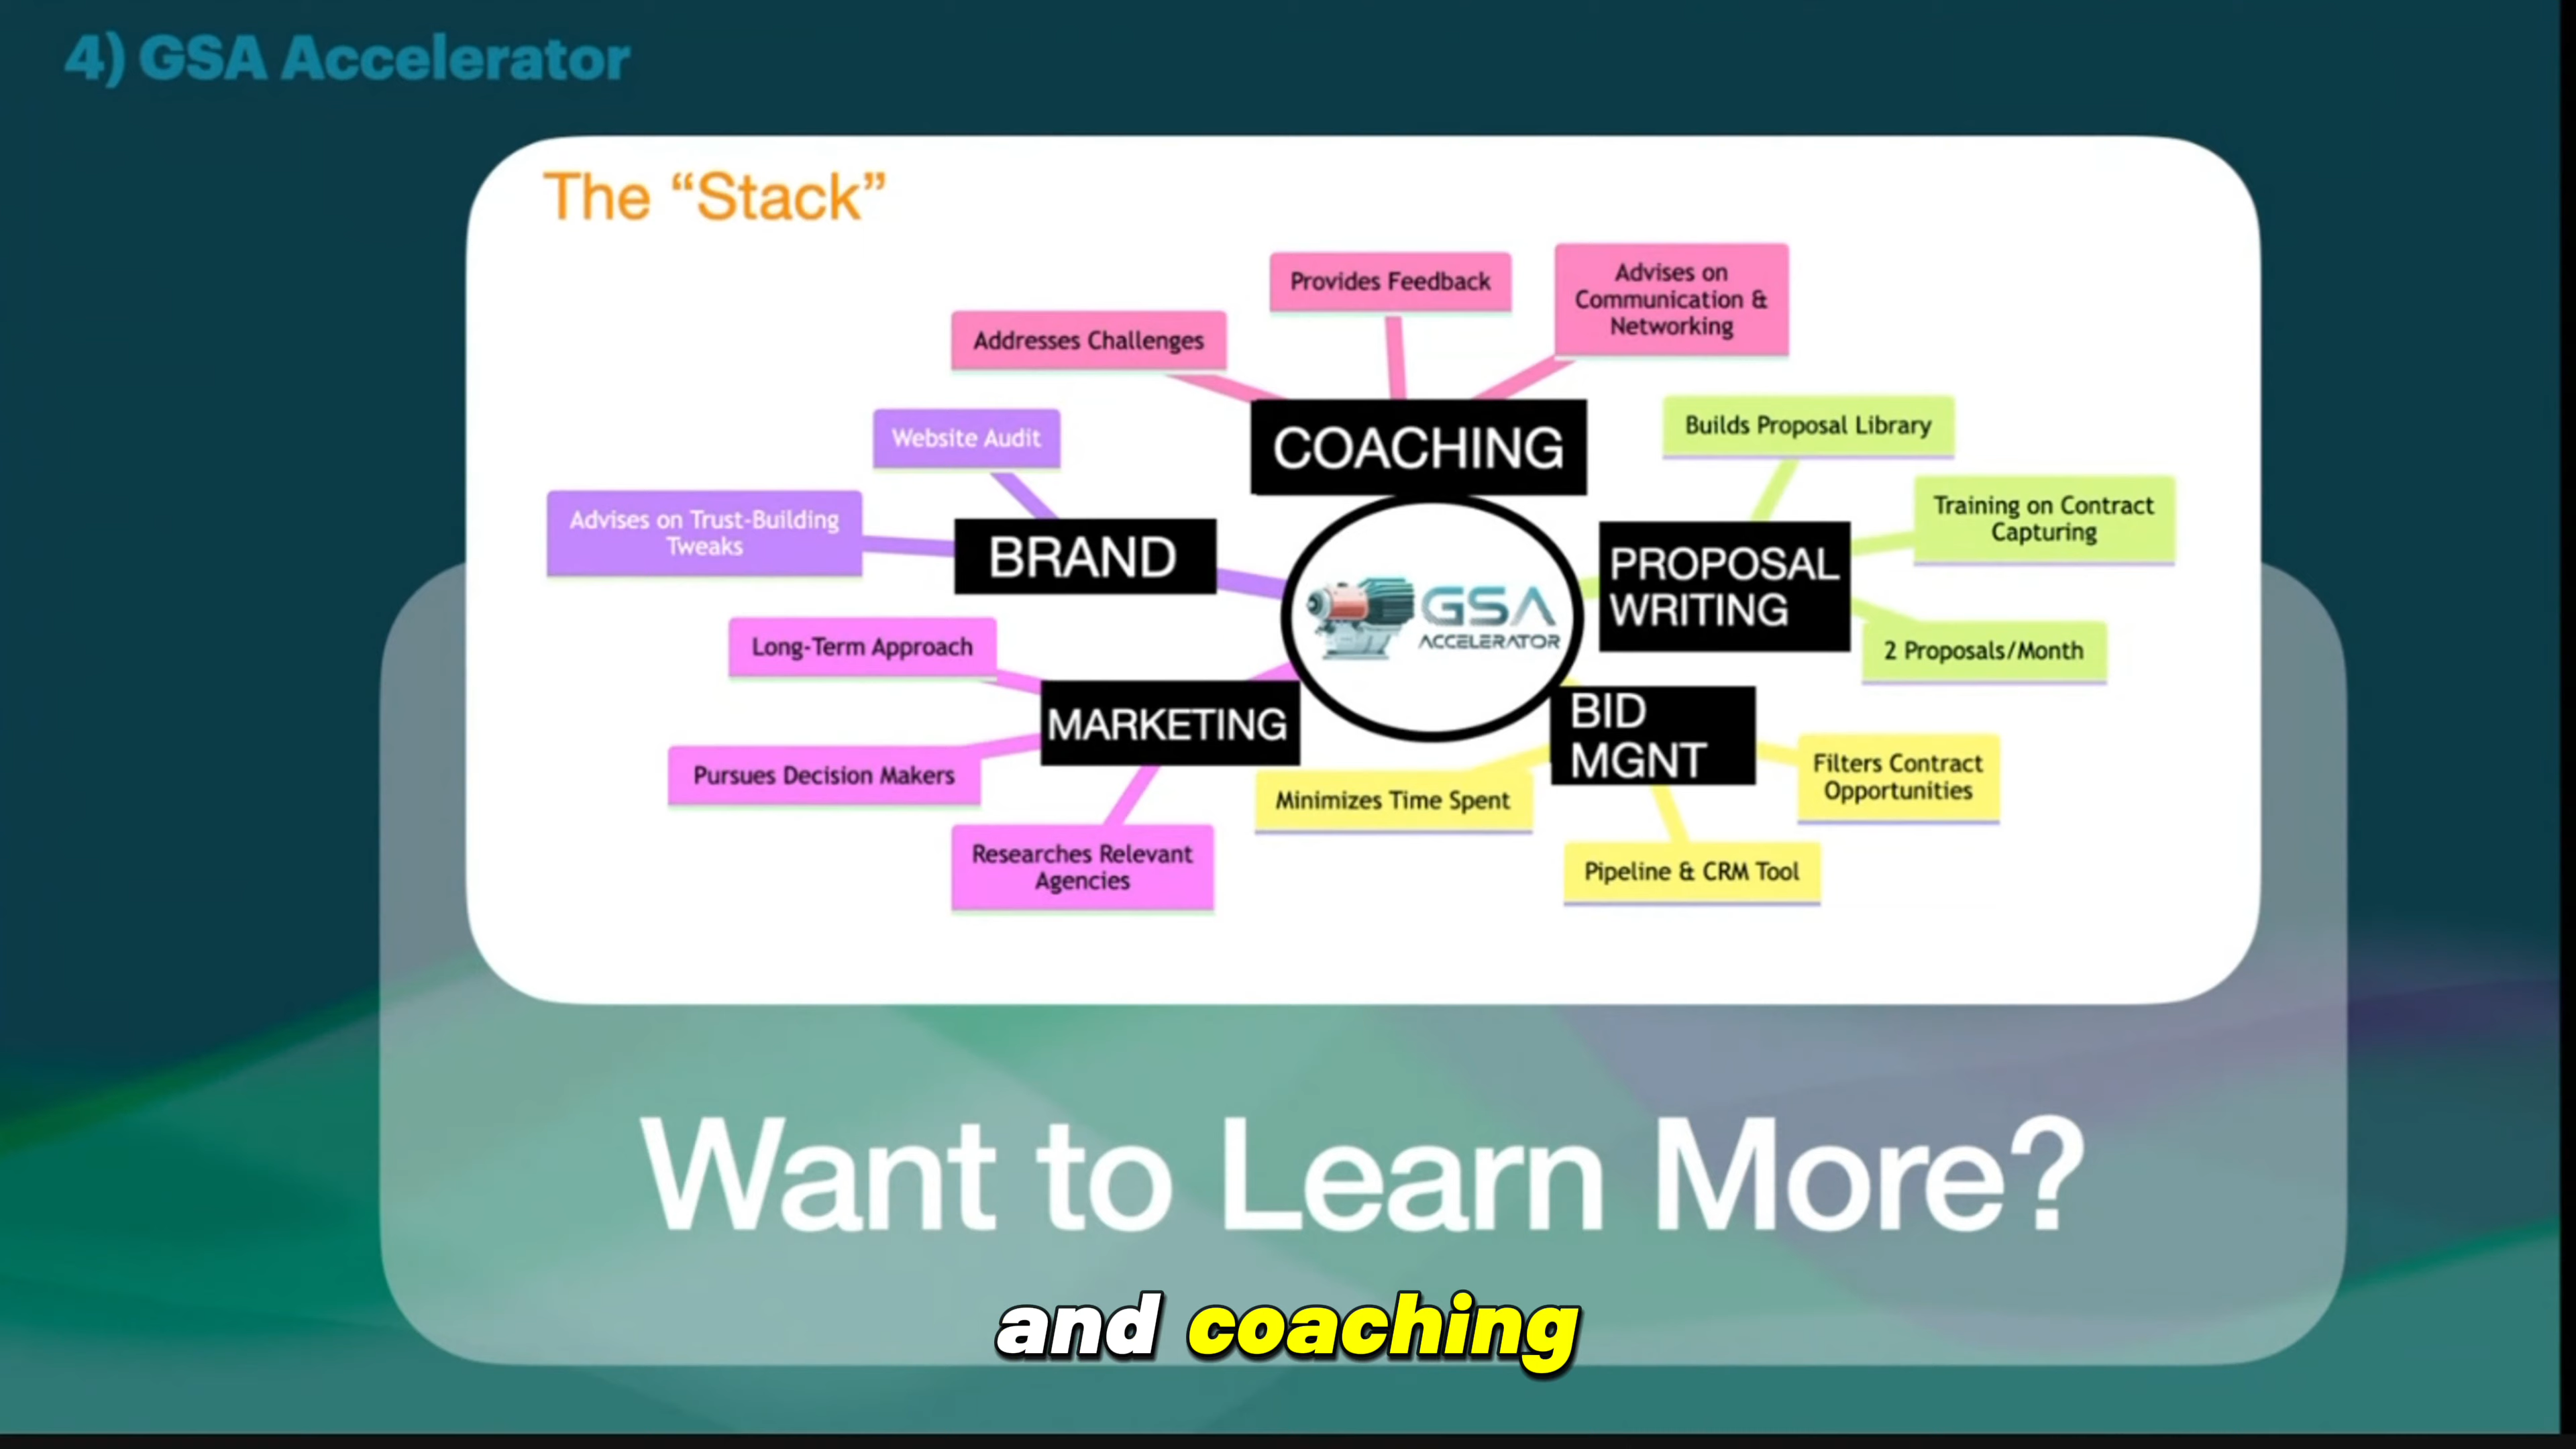 4) GSA Accelerator
The “Stack”
Provides Feedback
Advises on
Communication &
Networking
Addresses Challenges
COACHING
Website Audit
Advises on Trust-Building
Tweaks
BRAND
Builds Proposal Library
Training on Contract
Capturing
PROPOSAL
WRITING
2 Proposals/Month
GSA
ACCELERATOR
Long-Term Approach
MARKETING
Pursues Decision Makers
Researches Relevant
Agencies
BID
MGNT
Minimizes Time Spent
Filters Contract
Opportunities
Pipeline & CRM Tool
Want to Learn More?
and coaching